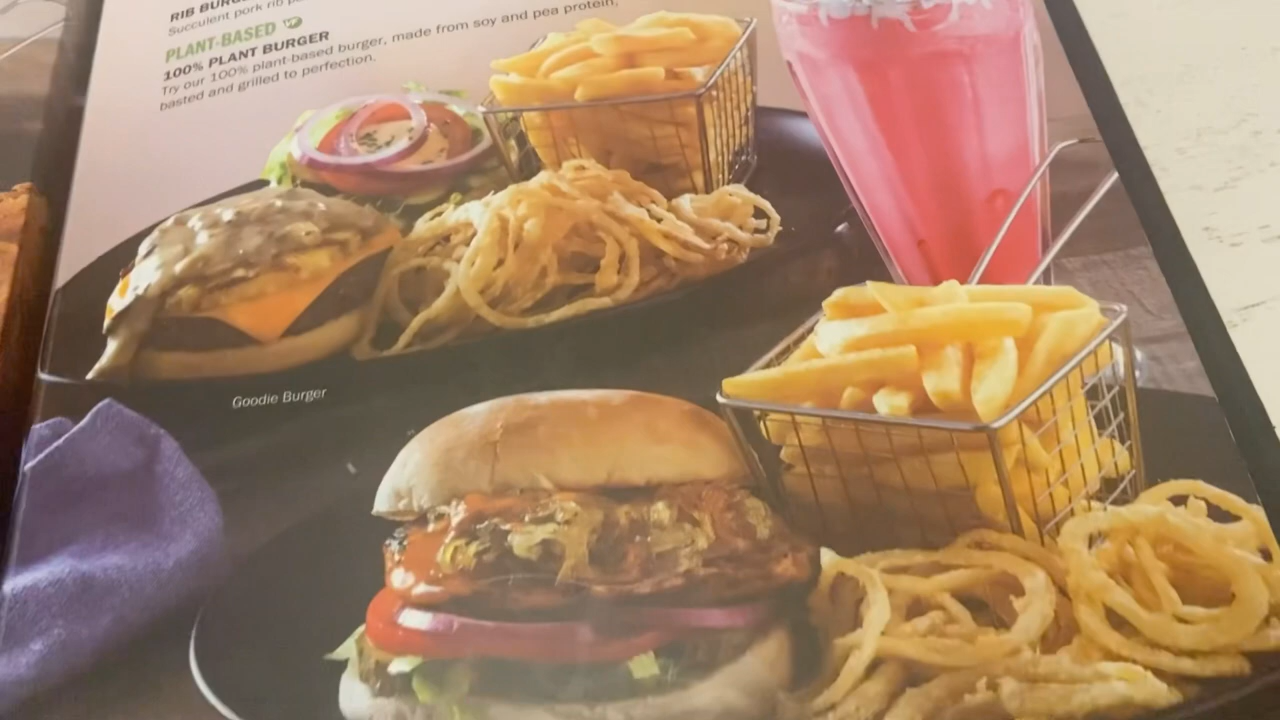 RIB BURG
Succulent pork rib p
PLANT-BASED
100% PLANT BURGER
Try our 100% plant-based burger, made from soy and pea protein,
basted and grilled to perfection.
Goodie Burger